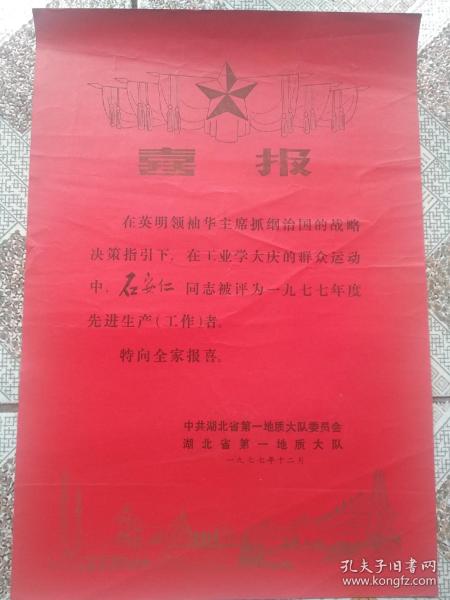 喜报
在英明领袖华主席抓纲治国的战略
决策指引下，在工业学大庆的群众运动
中，石安仁 同志被评为一九七七年度
先进生产（工作）者。
特向全家报喜。
中共湖北省第一地质大队委员会
湖北省第一地质大队
一九七七年十二月
孔夫子旧书网
www.kongfz.com